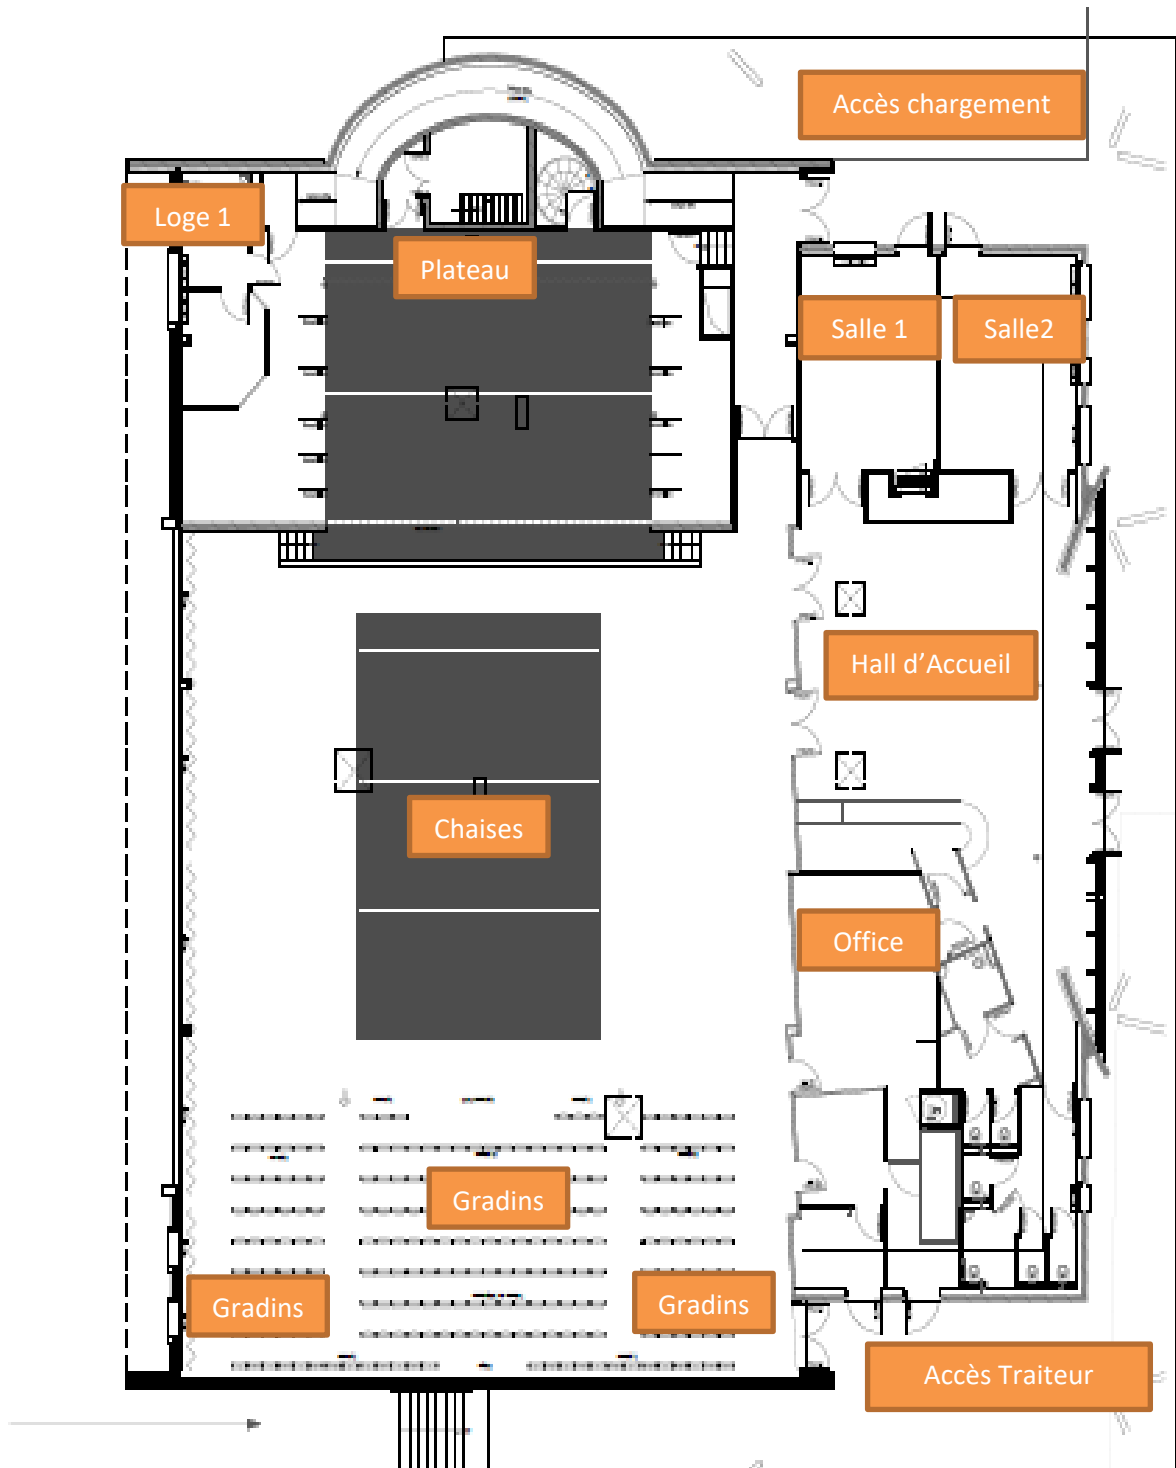 Accès chargement
Loge 1
Plateau
Salle 1
Salle2
Hall d’Accueil
Chaises
Office
Gradins
Gradins
Gradins
Accès Traiteur